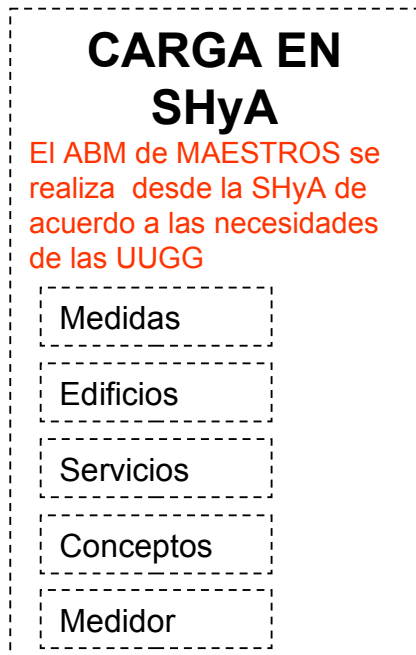 CARGA EN
SHyA
El ABM de MAESTROS se
realiza desde la SHyA de
acuerdo a las necesidades
de las UUGG
Medidas
Edificios
Servicios
Conceptos
Medidor